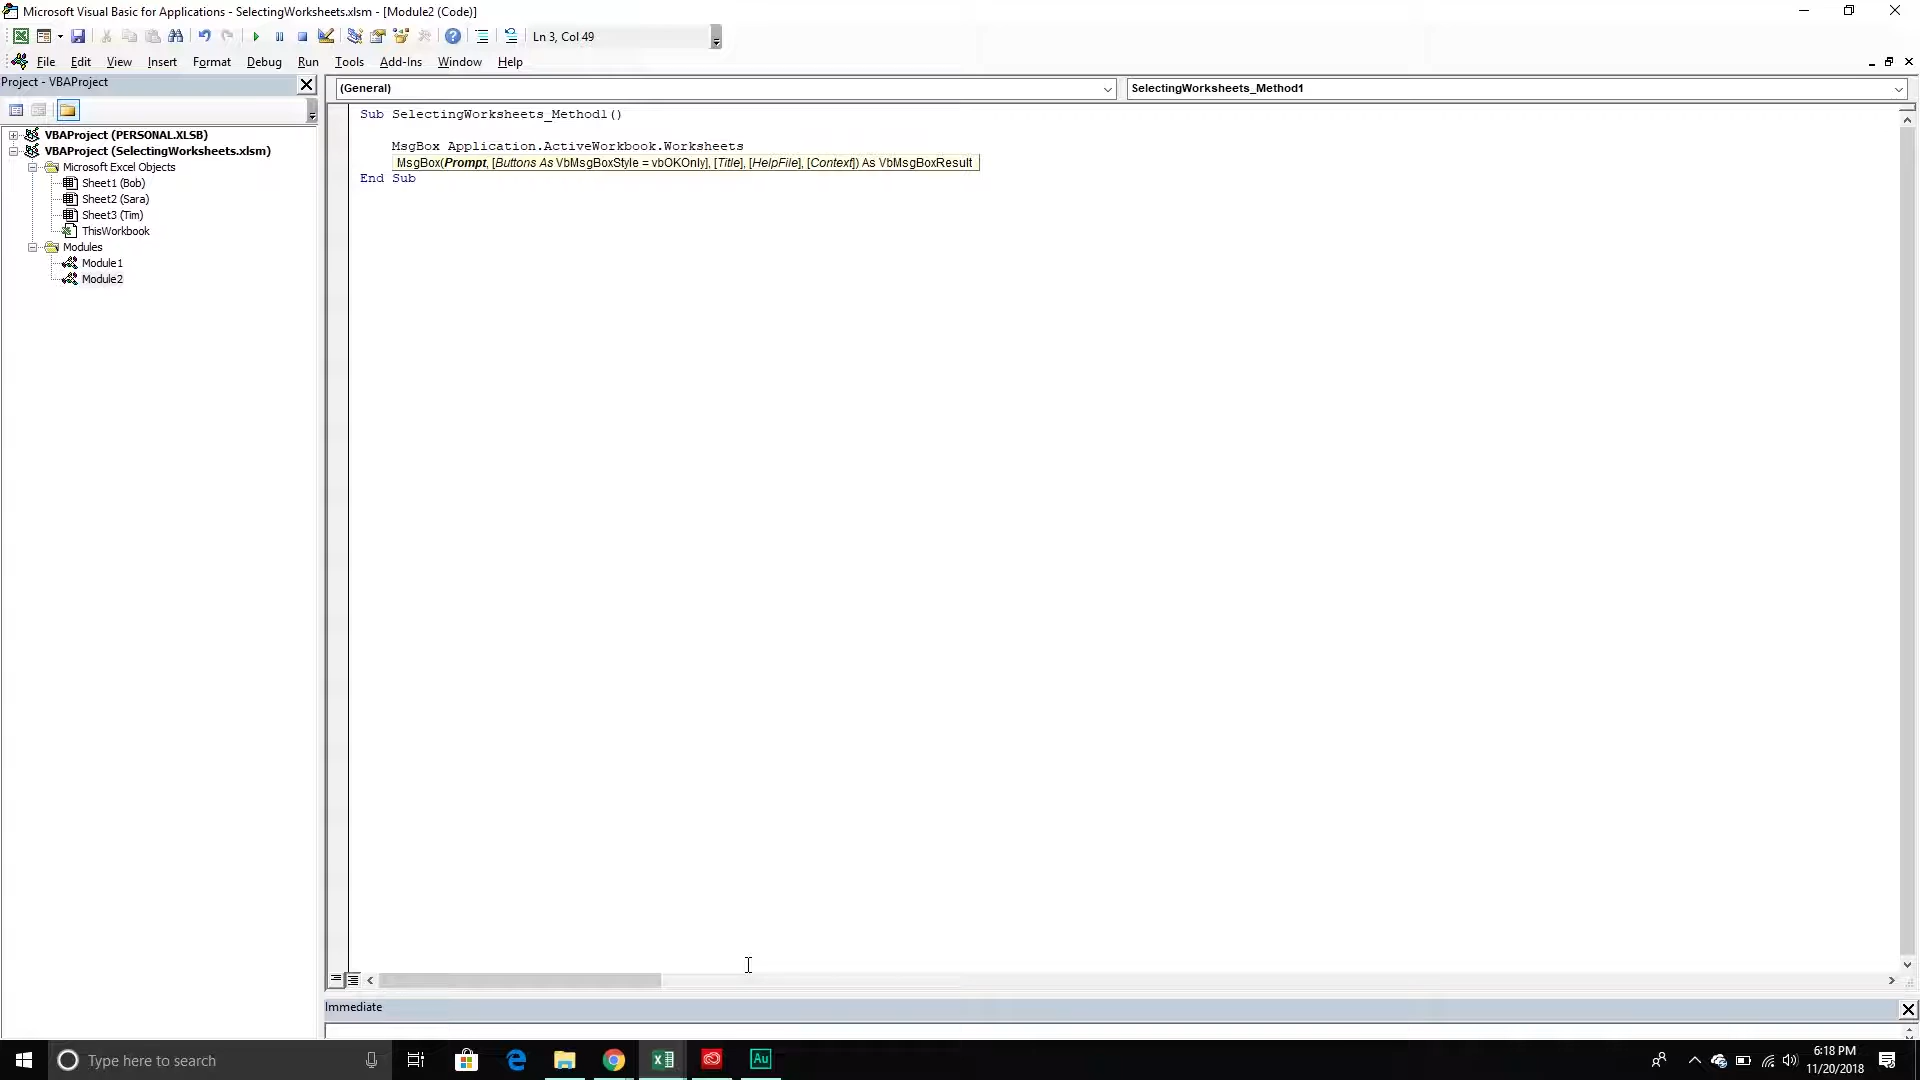 Microsoft Visual Basic for Applications - SelectingWorksheets.xlsm - [Module2 (Code)]
Ln 3, Col 49
File Edit View Insert Format Debug Run Tools Add-Ins Window Help
Project - VBAProject
(General)
SelectingWorksheets_Method1
VBAProject (PERSONAL.XLSB)
VBAProject (SelectingWorksheets.xlsm)
Microsoft Excel Objects
Sheet1 (Bob)
Sheet2 (Sara)
Sheet3 (Tim)
ThisWorkbook
Modules
Module1
Module2
Sub SelectingWorksheets_Method1()
MsgBox Application.ActiveWorkbook.Worksheets
MsgBox(Prompt, [Buttons As VbMsgBoxStyle = vbOKOnly], [Title], [HelpFile], [Context]) As VbMsgBoxResult
End Sub
Immediate
Type here to search
Au
6:18 PM
11/20/2018